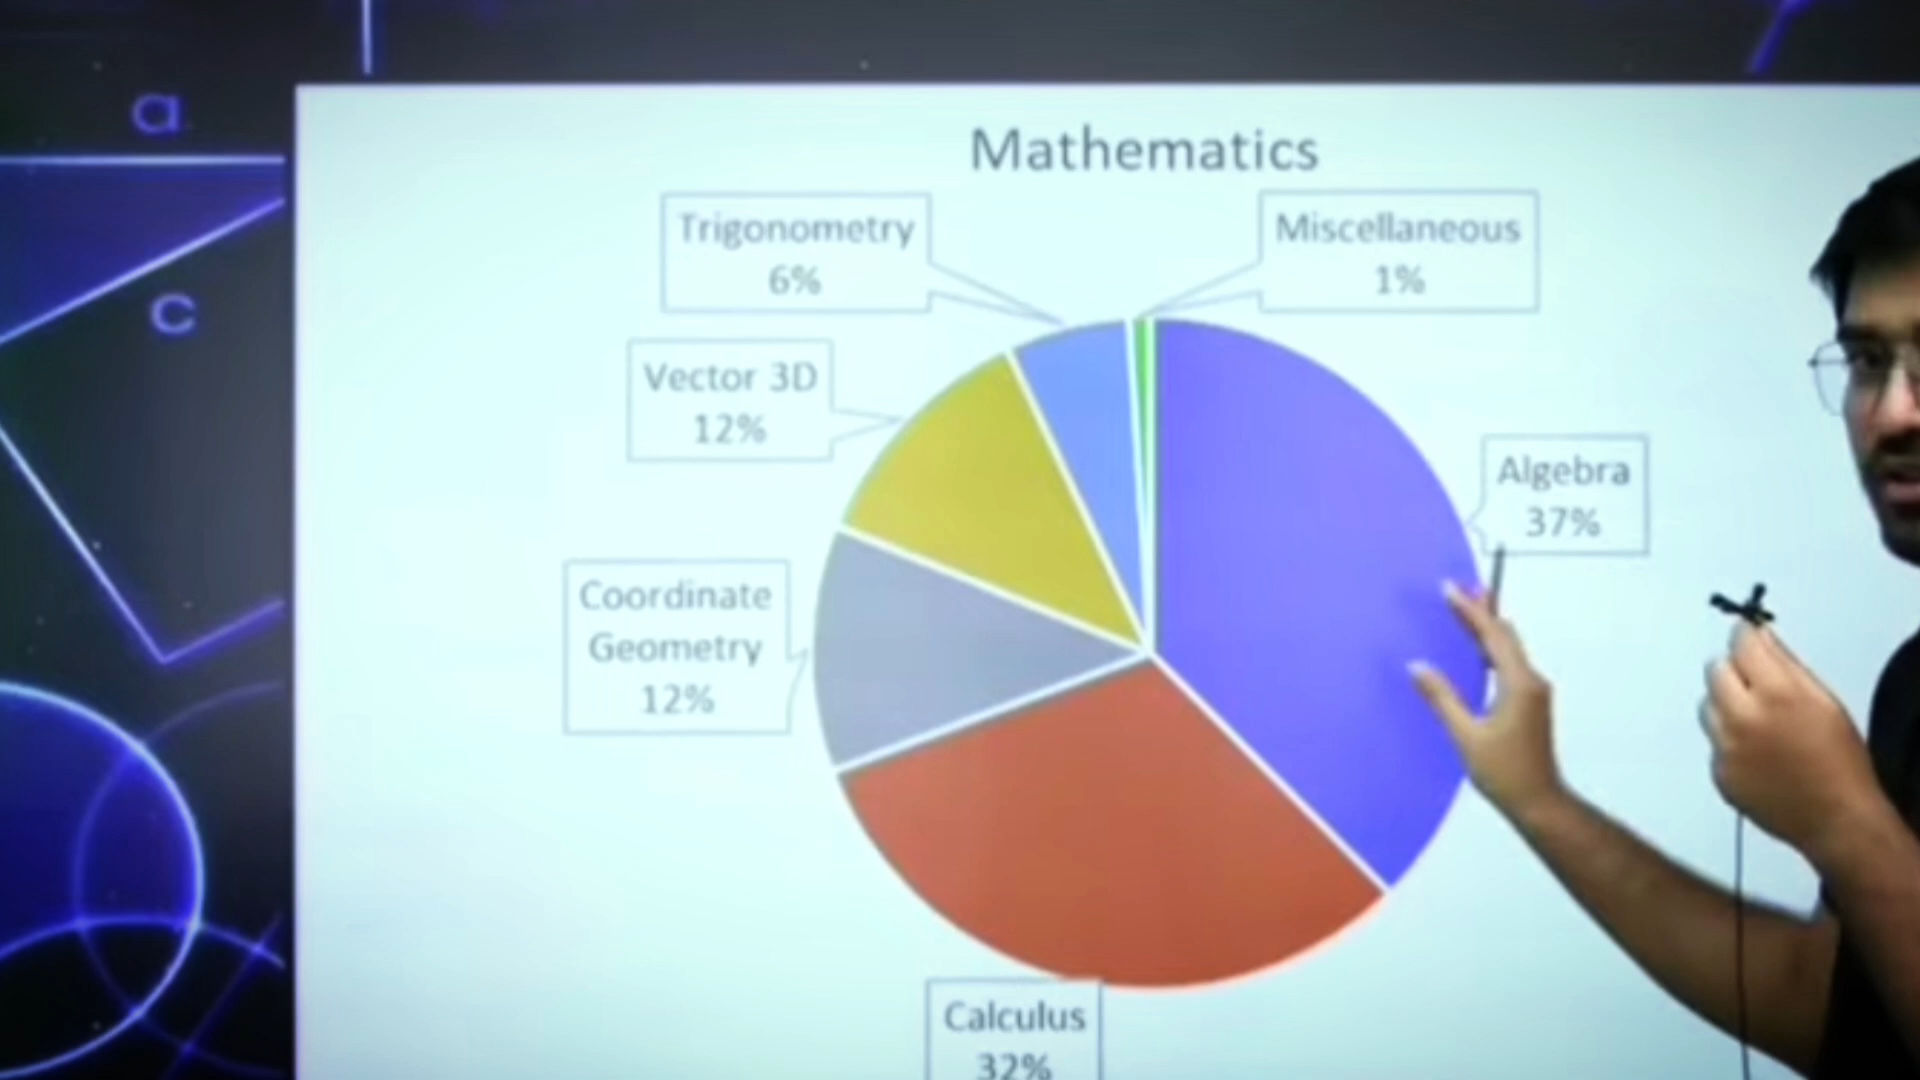 a
c
Mathematics
Trigonometry
6%
Miscellaneous
1%
Vector 3D
12%
Algebra
37%
Coordinate
Geometry
12%
Calculus
32%